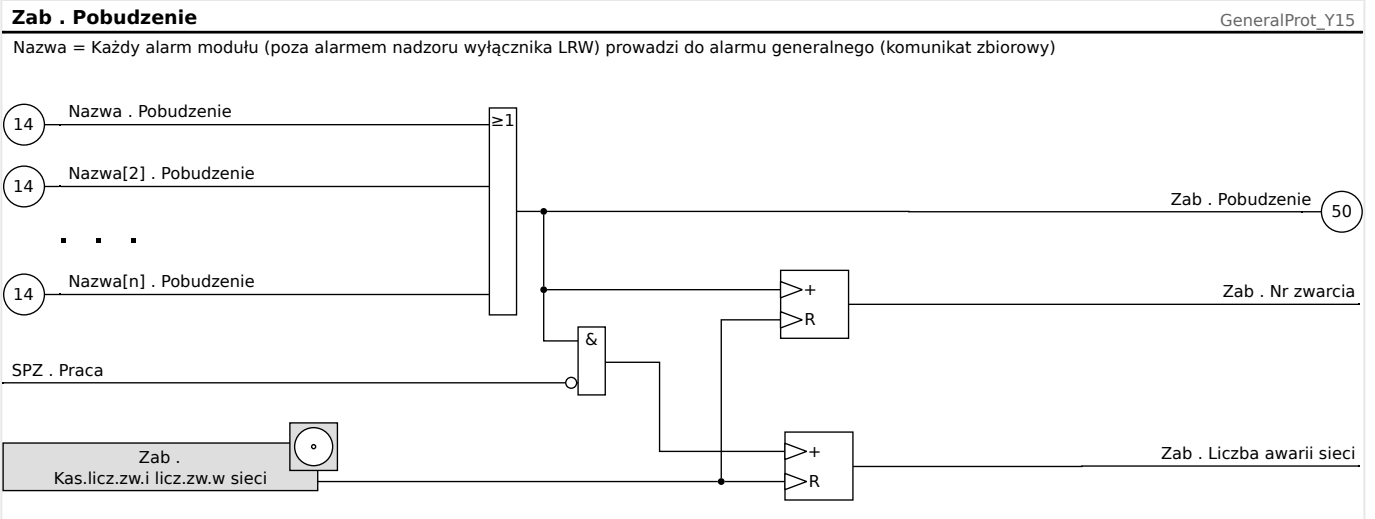 Zab . Pobudzenie
GeneralProt_Y15
Nazwa = Każdy alarm modułu (poza alarmem nadzoru wyłącznika LRW) prowadzi do alarmu generalnego (komunikat zbiorowy)
14
Nazwa . Pobudzenie
≥1
14
Nazwa[2] . Pobudzenie
Zab . Pobudzenie
50
. . .
14
Nazwa[n] . Pobudzenie
+
R
Zab . Nr zwarcia
&
SPZ . Praca
Zab .
Kas.licz.zw.i licz.zw.w sieci
+
R
Zab . Liczba awarii sieci